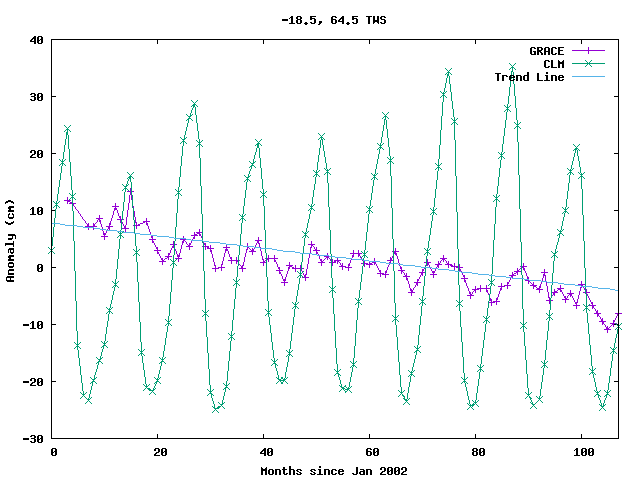 -18.5, 64.5 TWS
GRACE
CLM
Trend Line
40
30
20
10
0
-10
-20
-30
Anomaly (cm)
0 20 40 60 80 100
Months since Jan 2002